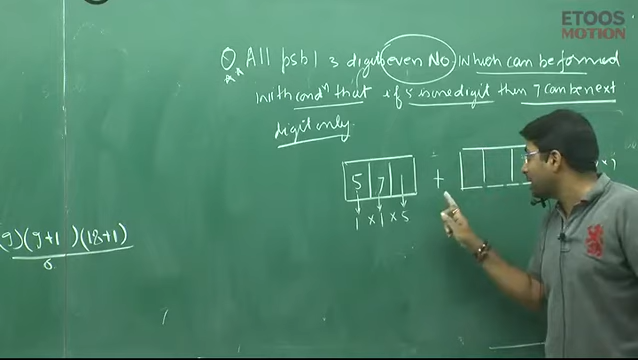 ETOOS
MOTION
Q. All psbl 3 digit even No. which can be formed
with condn that if 5 is one digit then 7 can be next
digit only
5 7 +
1 x 1 x 5
9)(9+1)(18+1)
6